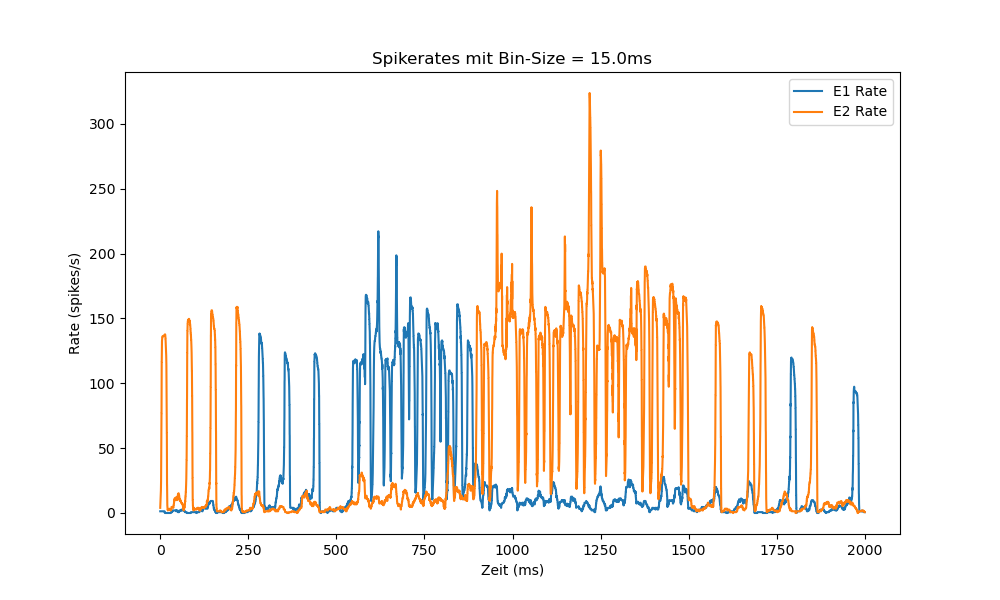 Spikerates mit Bin-Size = 15.0ms
E1 Rate
E2 Rate
300
250
200
150
100
50
0
Rate (spikes/s)
0 250 500 750 1000 1250 1500 1750 2000
Zeit (ms)